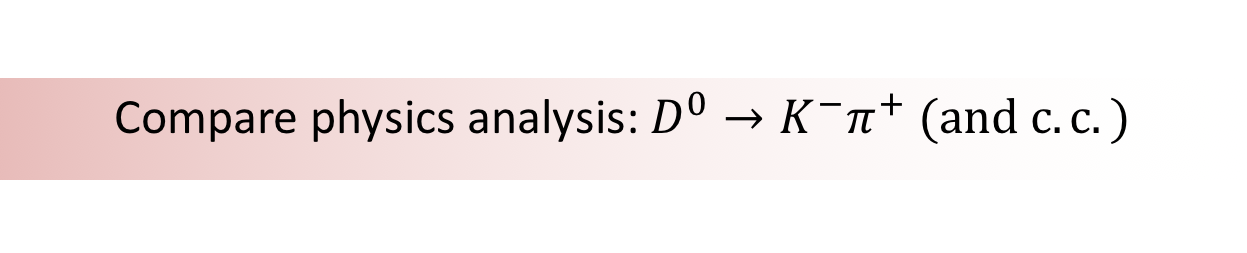 Compare physics analysis: D⁰ → K⁻π⁺ (and c. c. )